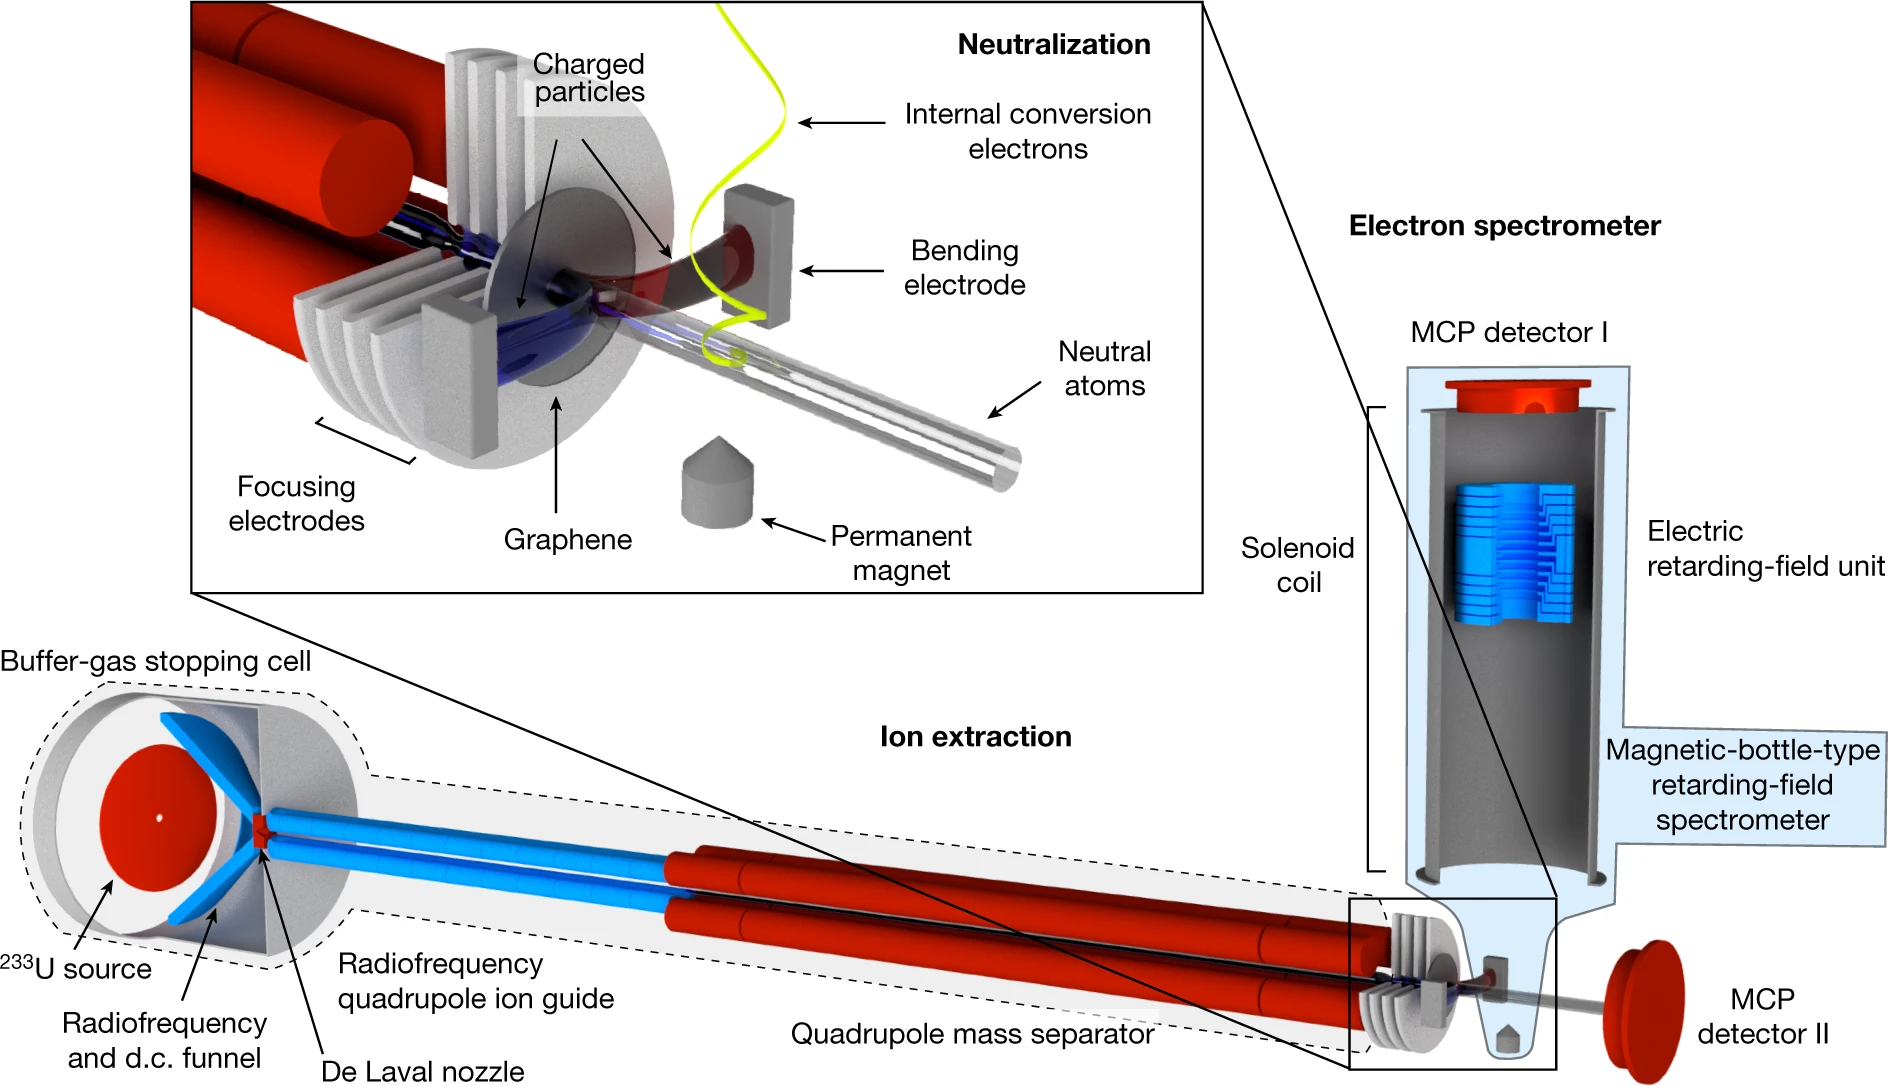 Neutralization
Charged
particles
Internal conversion
electrons
Bending
electrode
Neutral
atoms
Focusing
electrodes
Graphene
Permanent
magnet
Electron spectrometer
MCP detector I
Solenoid
coil
Electric
retarding-field unit
Magnetic-bottle-type
retarding-field
spectrometer
Buffer-gas stopping cell
Ion extraction
²³³U source
Radiofrequency
and d.c. funnel
De Laval nozzle
Radiofrequency
quadrupole ion guide
Quadrupole mass separator
MCP
detector II